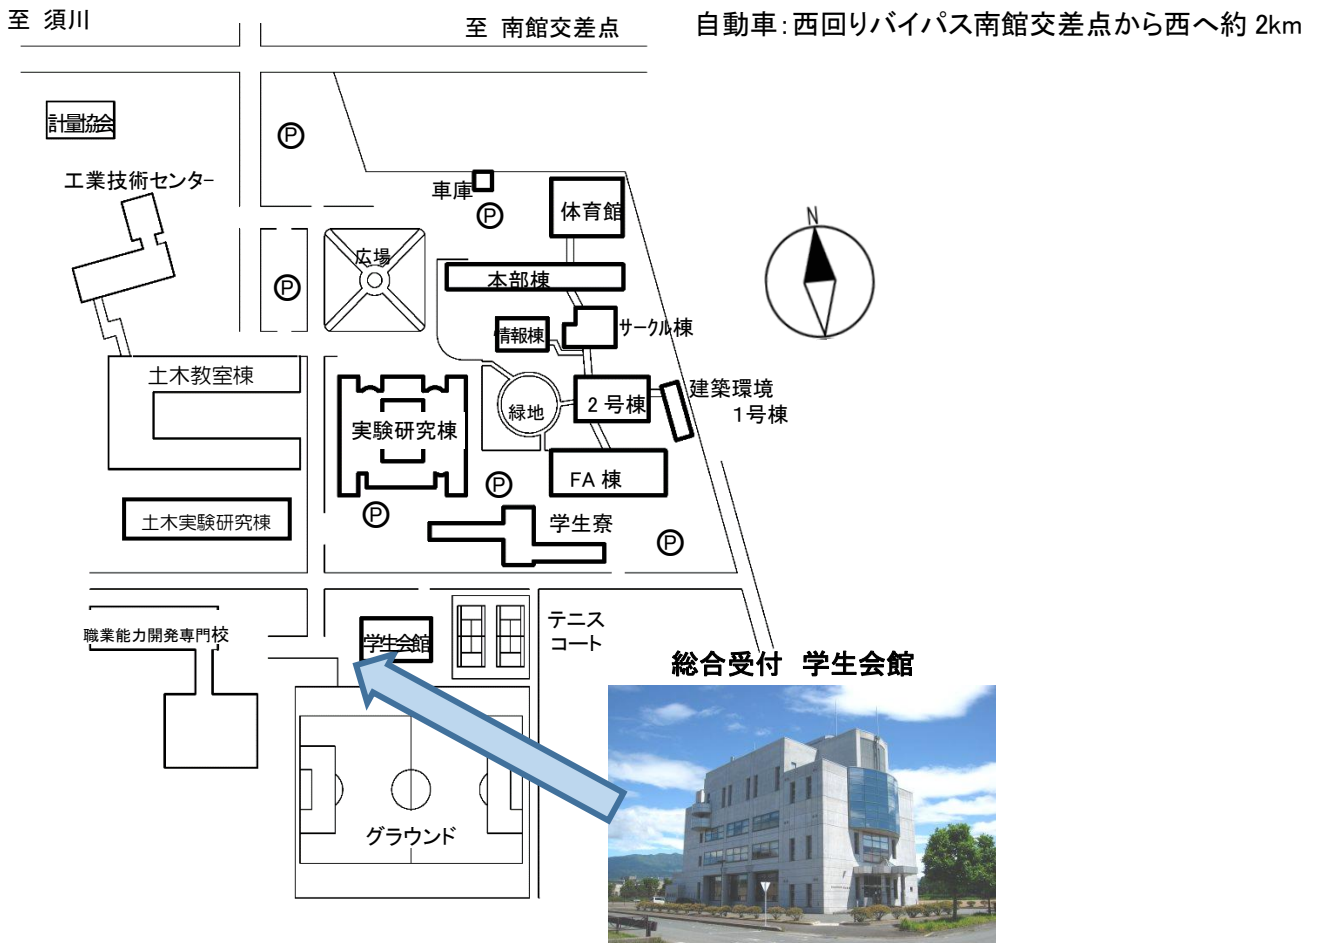 至 須川
至 南館交差点
自動車：西回りバイパス南館交差点から西へ約 2km
計量協会
P
工業技術センター
車庫
P
体育館
N
広場
P
本部棟
情報棟
サークル棟
土木教室棟
建築環境
1号棟
緑地
2 号棟
実験研究棟
FA 棟
P
P
土木実験研究棟
学生寮
P
職業能力開発専門校
学生会館
テニス
コート
総合受付 学生会館
グラウンド